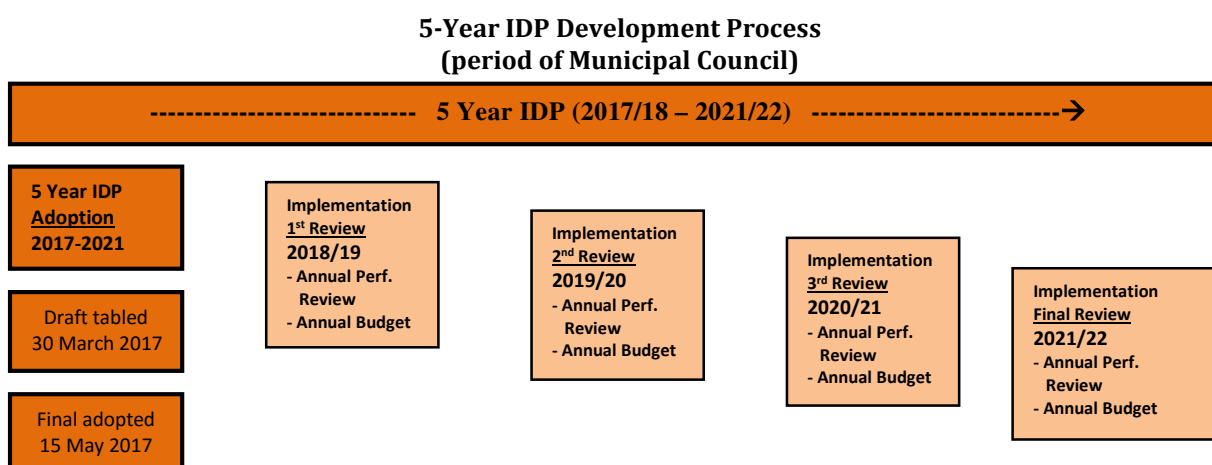 5-Year IDP Development Process
(period of Municipal Council)
----------------------------- 5 Year IDP (2017/18 – 2021/22) ---------------------------→
5 Year IDP
Adoption
2017-2021
Draft tabled
30 March 2017
Final adopted
15 May 2017
Implementation
1st Review
2018/19
- Annual Perf.
Review
- Annual Budget
Implementation
2nd Review
2019/20
- Annual Perf.
Review
- Annual Budget
Implementation
3rd Review
2020/21
- Annual Perf.
Review
- Annual Budget
Implementation
Final Review
2021/22
- Annual Perf.
Review
- Annual Budget